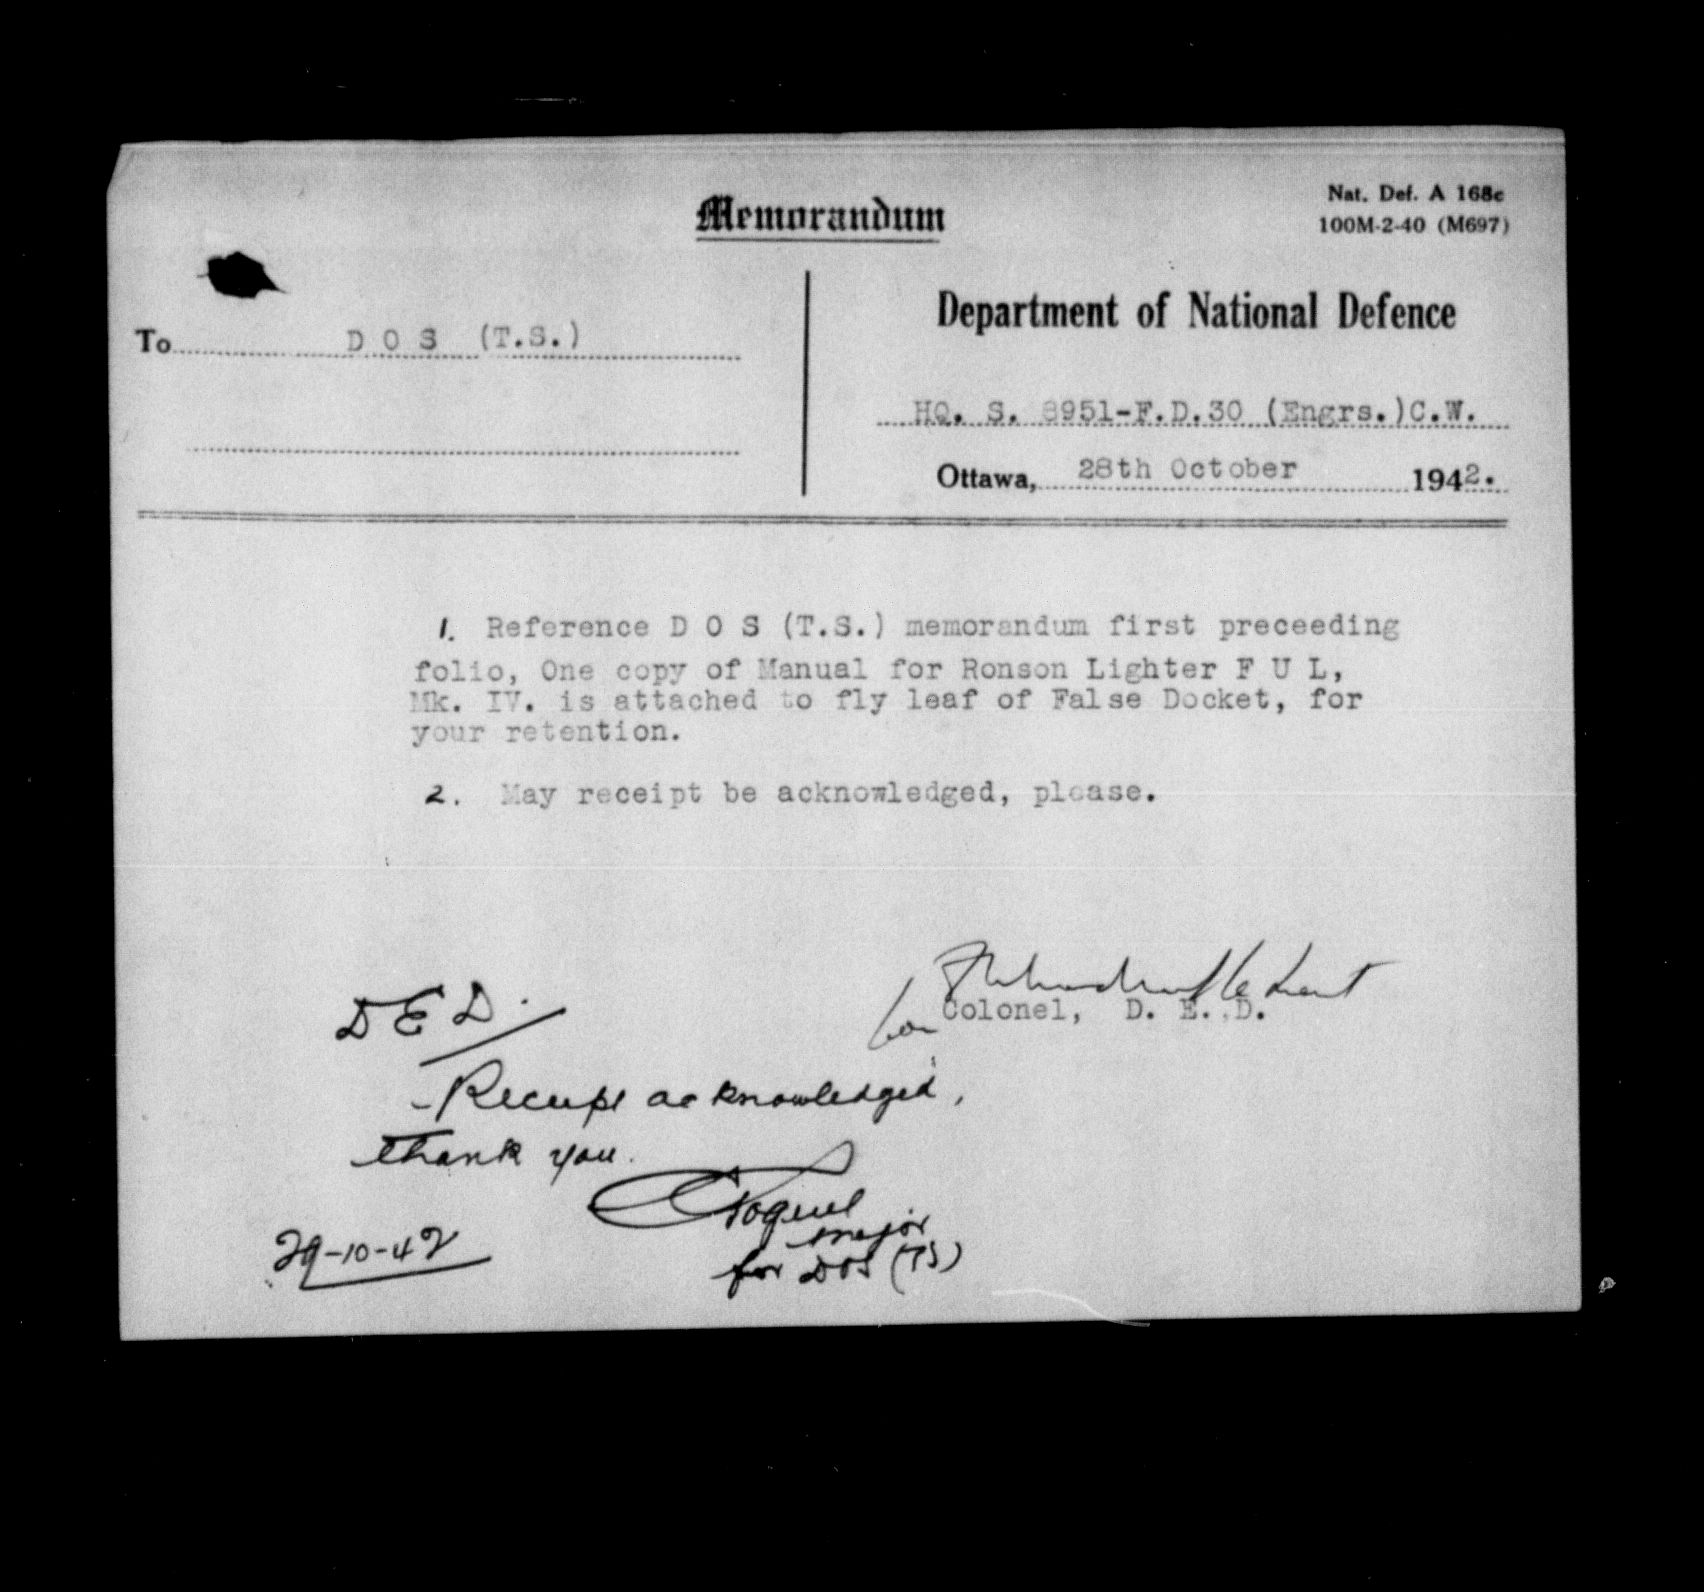 Memorandum
Nat. Def. A 168c
100M-2-40 (M697)
To D O S (T.S.)
Department of National Defence
HQ. S. 8951-F.D.30 (Engrs.)C.W.
Ottawa, 28th October 1942.
1. Reference D O S (T.S.) memorandum first preceeding
folio, One copy of Manual for Ronson Lighter F U L,
Mk. IV. is attached to fly leaf of False Docket, for
your retention.
2. May receipt be acknowledged, please.
for
Colonel, D. E. D.
D E D.
Receipt acknowledged,
thank you.
Major
for DOS (TS)
29-10-42